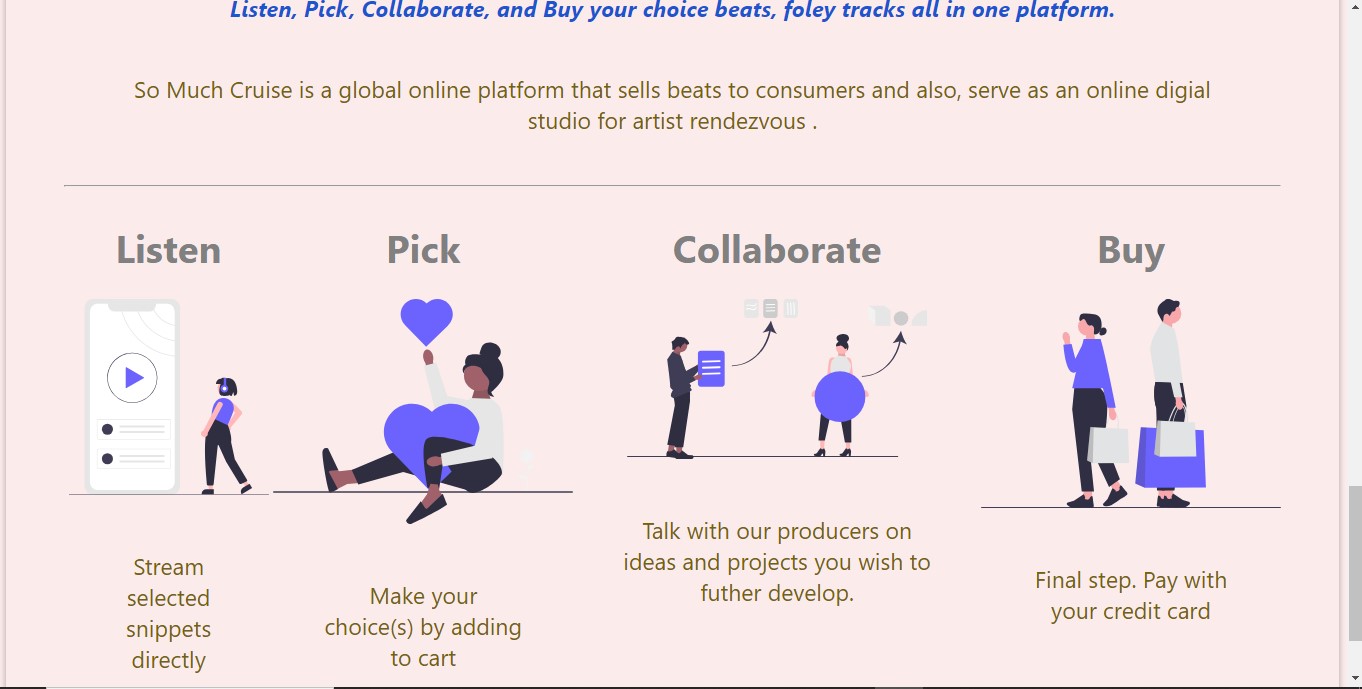 Listen, Pick, Collaborate, and Buy your choice beats, foley tracks all in one platform.
So Much Cruise is a global online platform that sells beats to consumers and also, serve as an online digial
studio for artist rendezvous .
Listen
Pick
Collaborate
Buy
Stream
selected
snippets
directly
Make your
choice(s) by adding
to cart
Talk with our producers on
ideas and projects you wish to
futher develop.
Final step. Pay with
your credit card